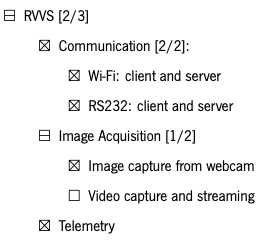 RVVS [2/3]
Communication [2/2]:
Wi-Fi: client and server
RS232: client and server
Image Acquisition [1/2]
Image capture from webcam
Video capture and streaming
Telemetry